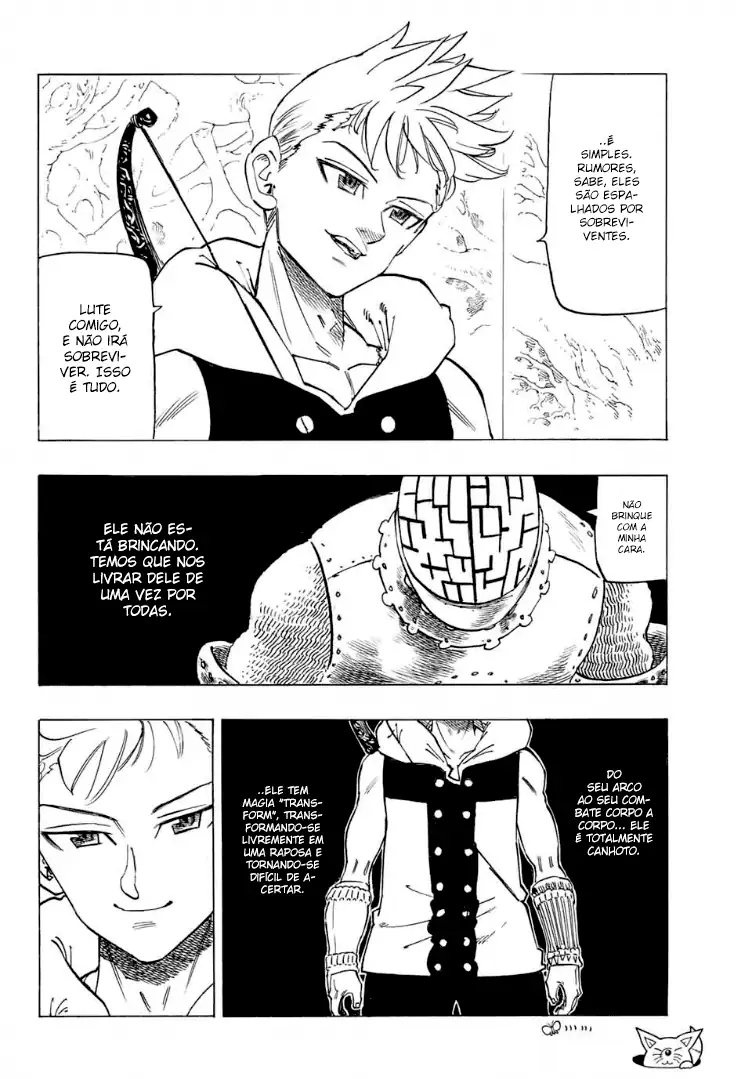 ..É
SIMPLES.
RUMORES,
SABE, ELES
SÃO ESPA-
LHADOS POR
SOBREVI-
VENTES.
LUTE
COMIGO,
E NÃO IRÁ
SOBREVI-
VER. ISSO
É TUDO.
NÃO
BRINQUE
COM A
MINHA
CARA.
ELE NÃO ES-
TÁ BRINCANDO.
TEMOS QUE NOS
LIVRAR DELE DE
UMA VEZ POR
TODAS.
DO
SEU ARCO
AO SEU COM-
BATE CORPO A
CORPO... ELE
É TOTALMENTE
CANHOTO.
..ELE TEM
MAGIA "TRANS-
FORM", TRANS-
FORMANDO-SE
LIVREMENTE EM
UMA RAPOSA E
TORNANDO-SE
DIFÍCIL DE A-
CERTAR.